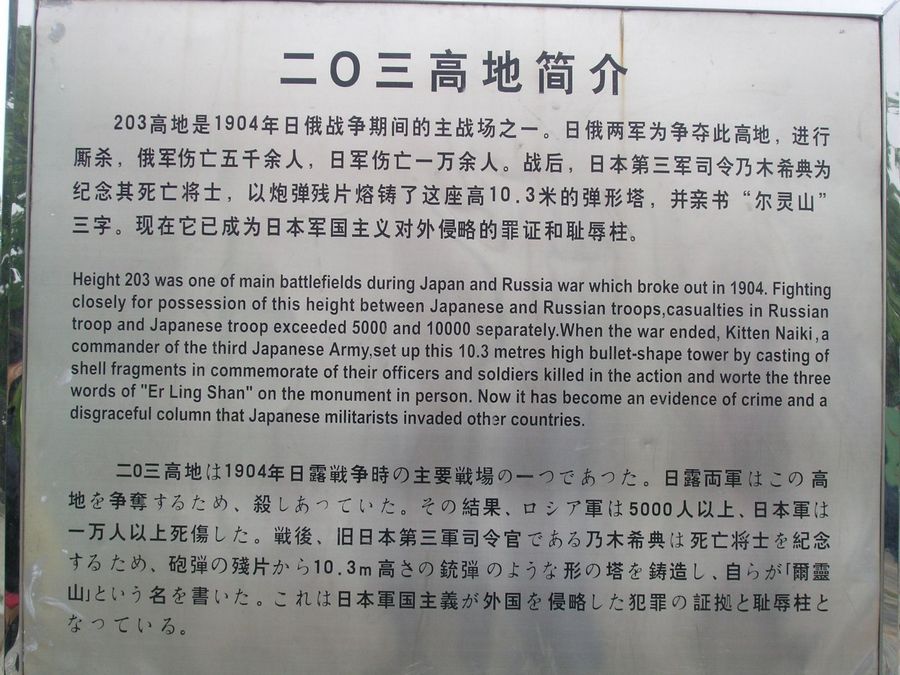 二〇三高地简介
203高地是1904年日俄战争期间的主战场之一。日俄两军为争夺此高地，进行
厮杀，俄军伤亡五千余人，日军伤亡一万余人。战后，日本第三军司令乃木希典为
纪念其死亡将士，以炮弹残片熔铸了这座高10.3米的弹形塔，并亲书“尔灵山”
三字。现在它已成为日本军国主义对外侵略的罪证和耻辱柱。
Height 203 was one of main battlefields during Japan and Russia war which broke out in 1904. Fighting
closely for possession of this height between Japanese and Russian troops,casualties in Russian
troop and Japanese troop exceeded 5000 and 10000 separately.When the war ended, Kitten Naiki,a
commander of the third Japanese Army,set up this 10.3 metres high bullet-shape tower by casting of
shell fragments in commemorate of their officers and soldiers killed in the action and worte the three
words of "Er Ling Shan" on the monument in person. Now it has become an evidence of crime and a
disgraceful column that Japanese militarists invaded other countries.
二〇三高地は1904年日露戦争時の主要戦場の一つであつた。日露両軍はこの高
地を争奪するため、殺しあつていた。その結果、ロシア軍は5000人以上、日本軍は
一万人以上死傷した。戦後、旧日本第三軍司令官である乃木希典は死亡将士を紀念
するため、砲弾の殘片から10.3m高さの銃弾のような形の塔を鋳造し、自らが「爾靈
山」という名を書いた。これは日本軍国主義が外国を侵略した犯罪の証拠と耻辱柱と
なつている。